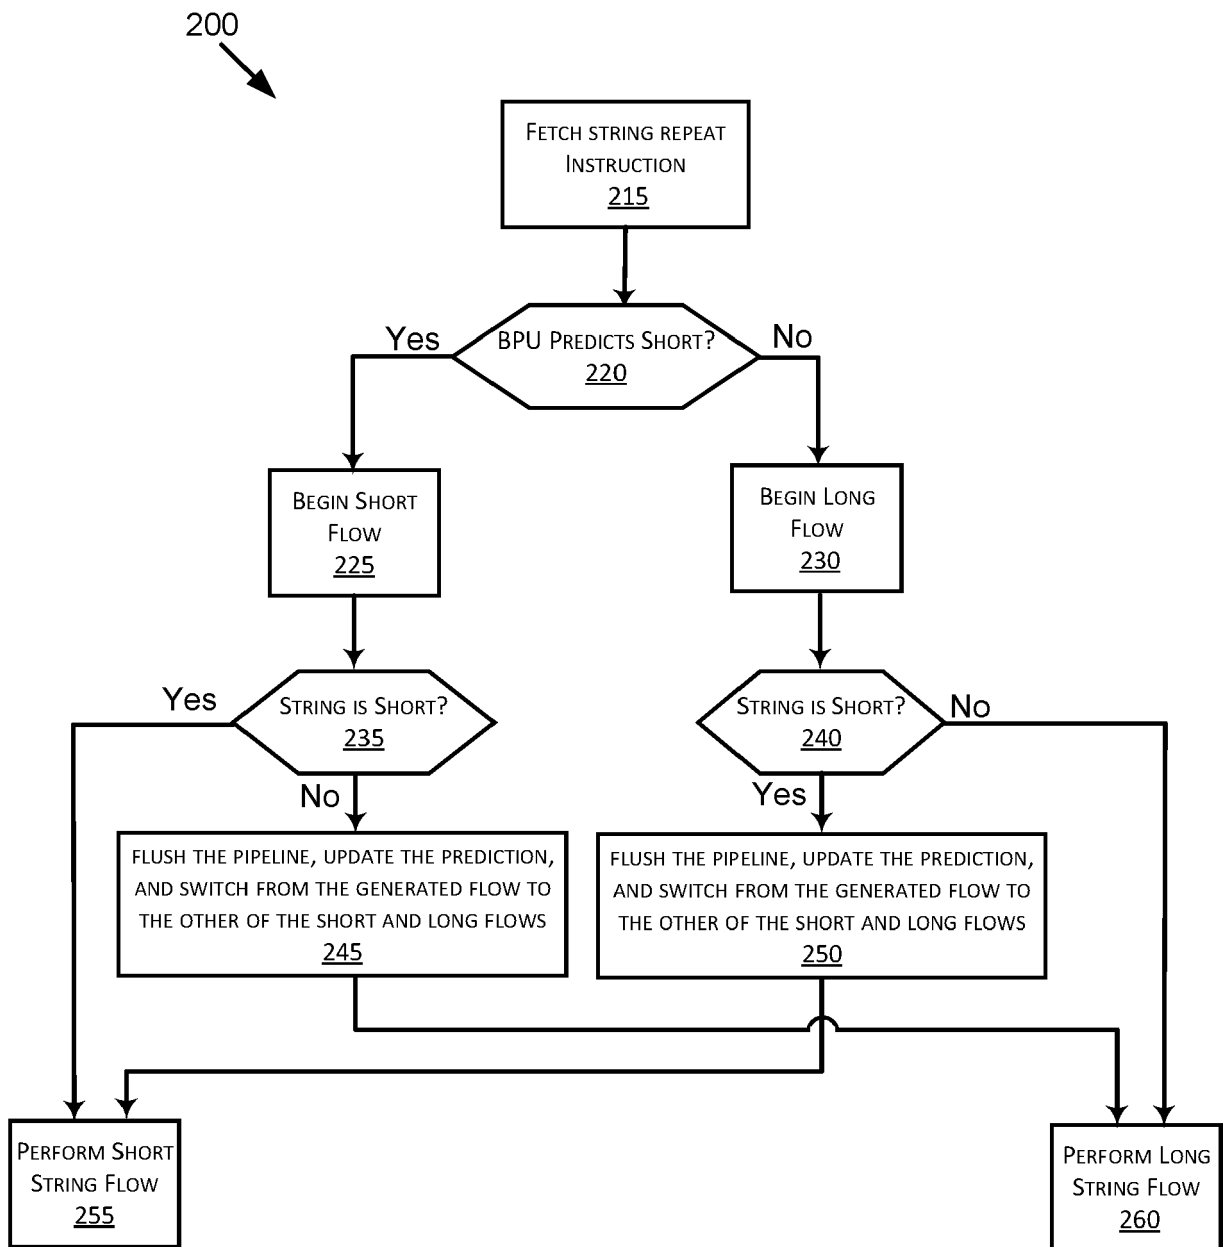 200
FETCH STRING REPEAT
INSTRUCTION
215
Yes
BPU PREDICTS SHORT?
220
No
BEGIN SHORT
FLOW
225
BEGIN LONG
FLOW
230
Yes
STRING IS SHORT?
235
No
STRING IS SHORT?
240
No
Yes
FLUSH THE PIPELINE, UPDATE THE PREDICTION,
AND SWITCH FROM THE GENERATED FLOW TO
THE OTHER OF THE SHORT AND LONG FLOWS
245
FLUSH THE PIPELINE, UPDATE THE PREDICTION,
AND SWITCH FROM THE GENERATED FLOW TO
THE OTHER OF THE SHORT AND LONG FLOWS
250
PERFORM SHORT
STRING FLOW
255
PERFORM LONG
STRING FLOW
260